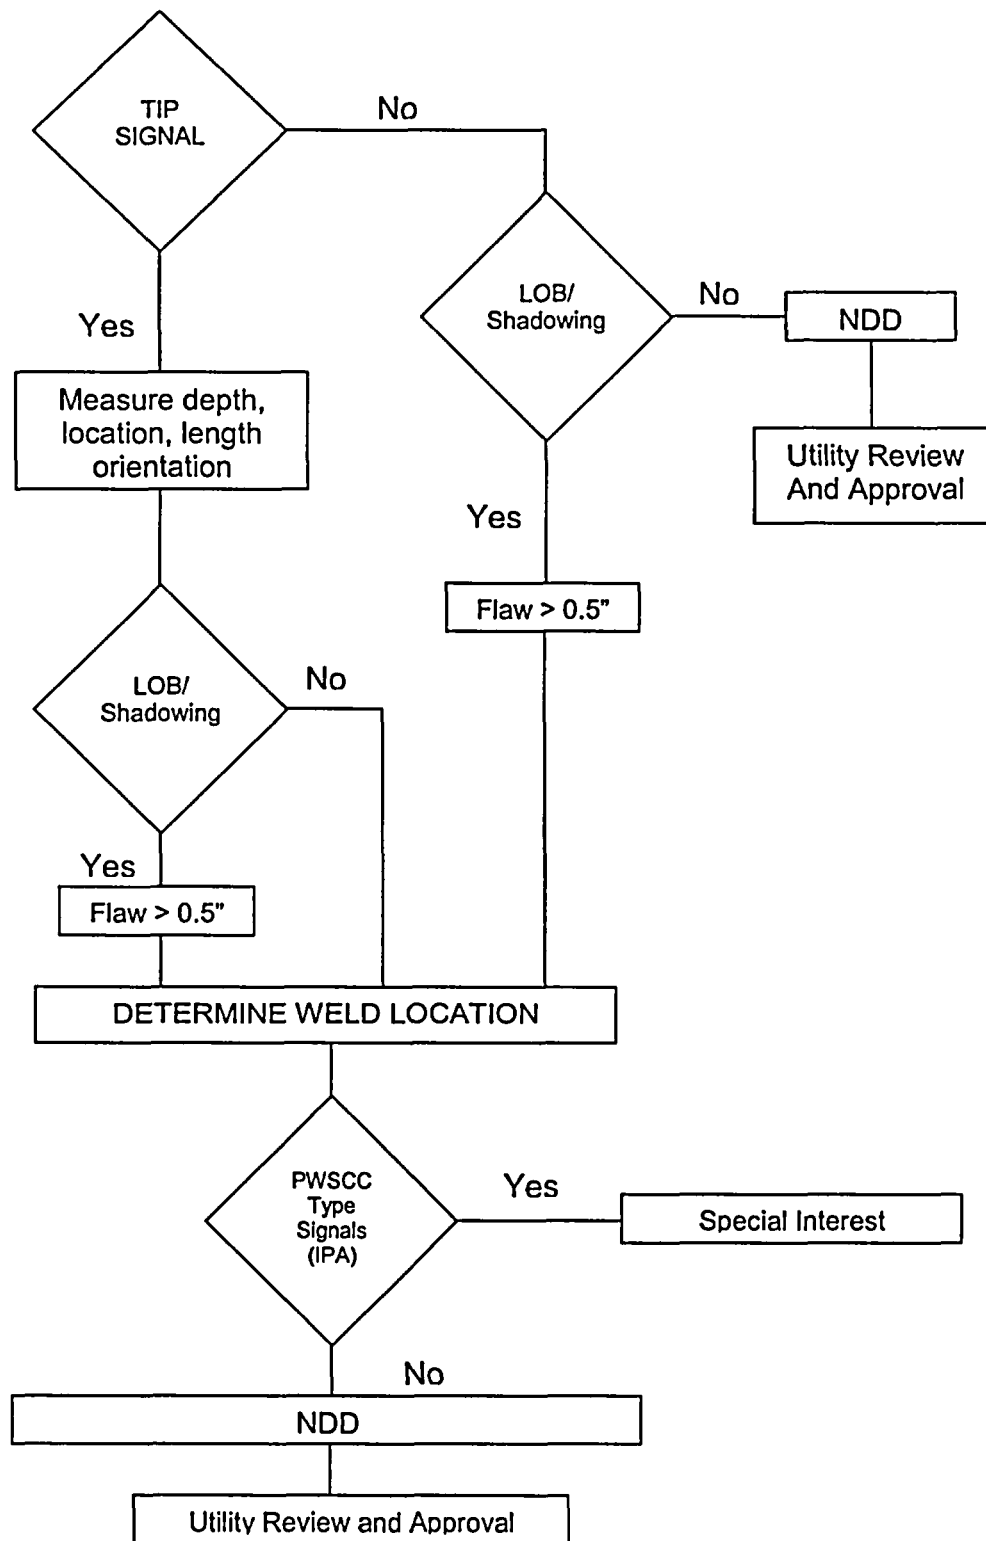 TIP
SIGNAL
No
LOB/
Shadowing
No
NDD
Utility Review
And Approval
Yes
Measure depth,
location, length
orientation
Yes
Flaw > 0.5"
LOB/
Shadowing
No
Yes
Flaw > 0.5"
DETERMINE WELD LOCATION
PWSCC
Type
Signals
(IPA)
Yes
Special Interest
No
NDD
Utility Review and Approval